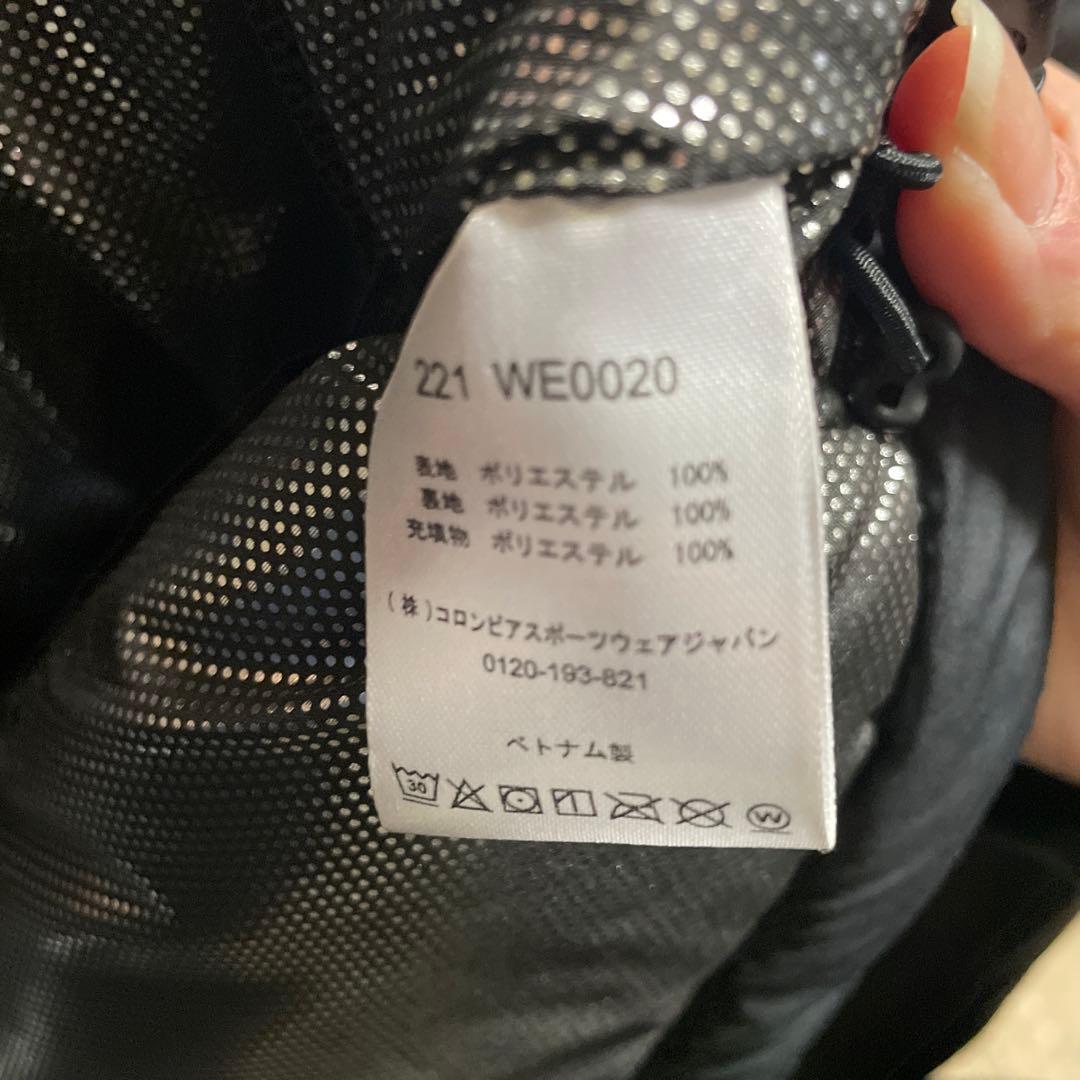 221 WE0020
表地 ポリエステル 100%
裏地 ポリエステル 100%
充填物 ポリエステル 100%
(株)コロンビアスポーツウェアジャパン
0120-193-821
ベトナム製
30 W